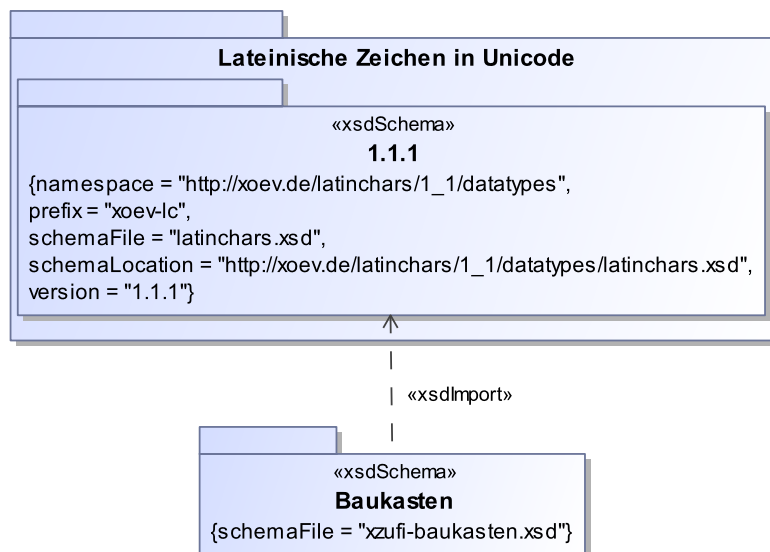 Lateinische Zeichen in Unicode
«xsdSchema»
1.1.1
{namespace = "http://xoev.de/latinchars/1_1/datatypes",
prefix = "xoev-lc",
schemaFile = "latinchars.xsd",
schemaLocation = "http://xoev.de/latinchars/1_1/datatypes/latinchars.xsd",
version = "1.1.1"}
«xsdImport»
«xsdSchema»
Baukasten
{schemaFile = "xzufi-baukasten.xsd"}